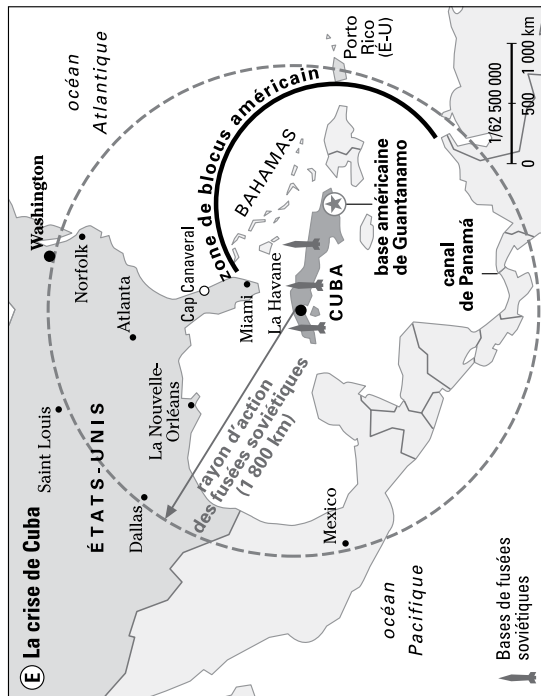 E La crise de Cuba
océan
Atlantique
Washington
Norfolk
Saint Louis
Atlanta
ÉTATS-UNIS
Dallas
La Nouvelle-
Orléans
Cap Canaveral
Miami
zone de blocus américain
BAHAMAS
Porto
Rico
(E-U)
La Havane
CUBA
base américaine
de Guantanamo
rayon d'action
des fusées soviétiques
(1 800 km)
Mexico
canal
de Panamá
océan
Pacifique
Bases de fusées
soviétiques
1/62 500 000
0 500 1 000 km